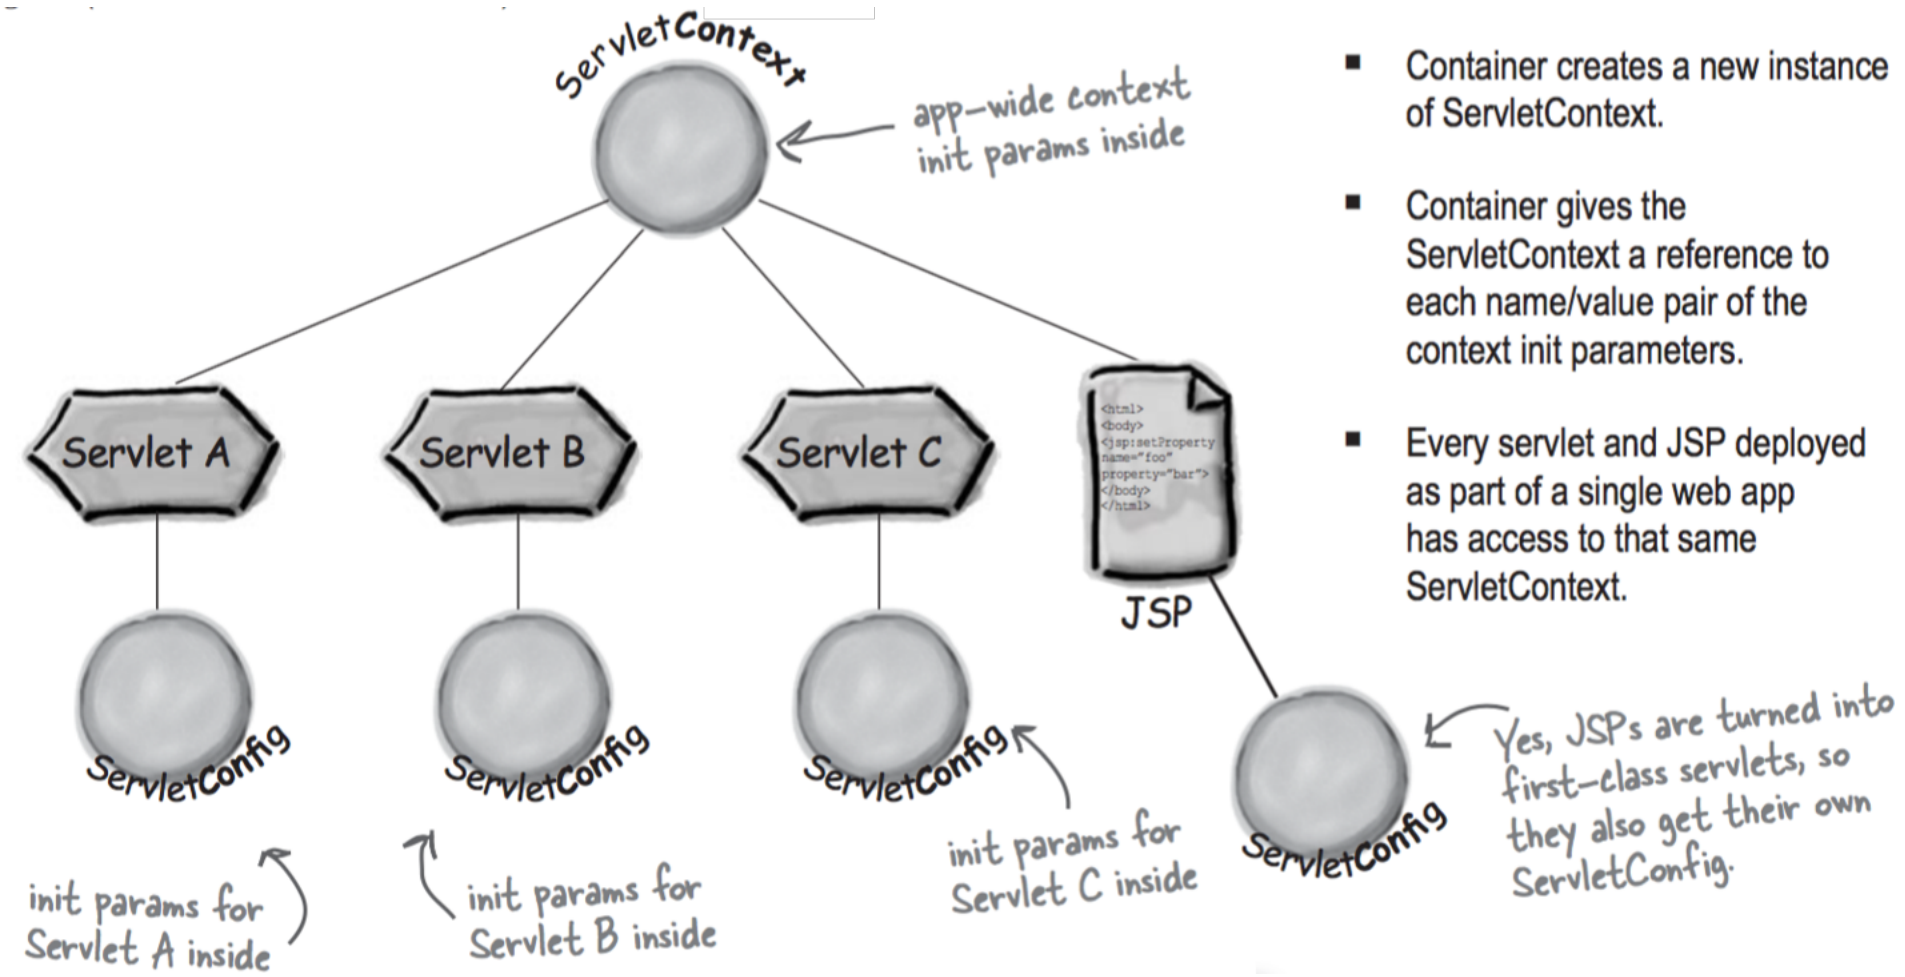 ServletContext
app-wide context
init params inside
Servlet A
Servlet B
Servlet C
<html>
<body>
<jsp:setProperty
name="foo"
property="bar">
</body>
</html>
JSP
ServletConfig
ServletConfig
ServletConfig
ServletConfig
init params for
Servlet A inside
init params for
Servlet B inside
init params for
Servlet C inside
Yes, JSPs are turned into
first-class servlets, so
they also get their own
ServletConfig.
▪ Container creates a new instance
of ServletContext.
▪ Container gives the
ServletContext a reference to
each name/value pair of the
context init parameters.
▪ Every servlet and JSP deployed
as part of a single web app
has access to that same
ServletContext.